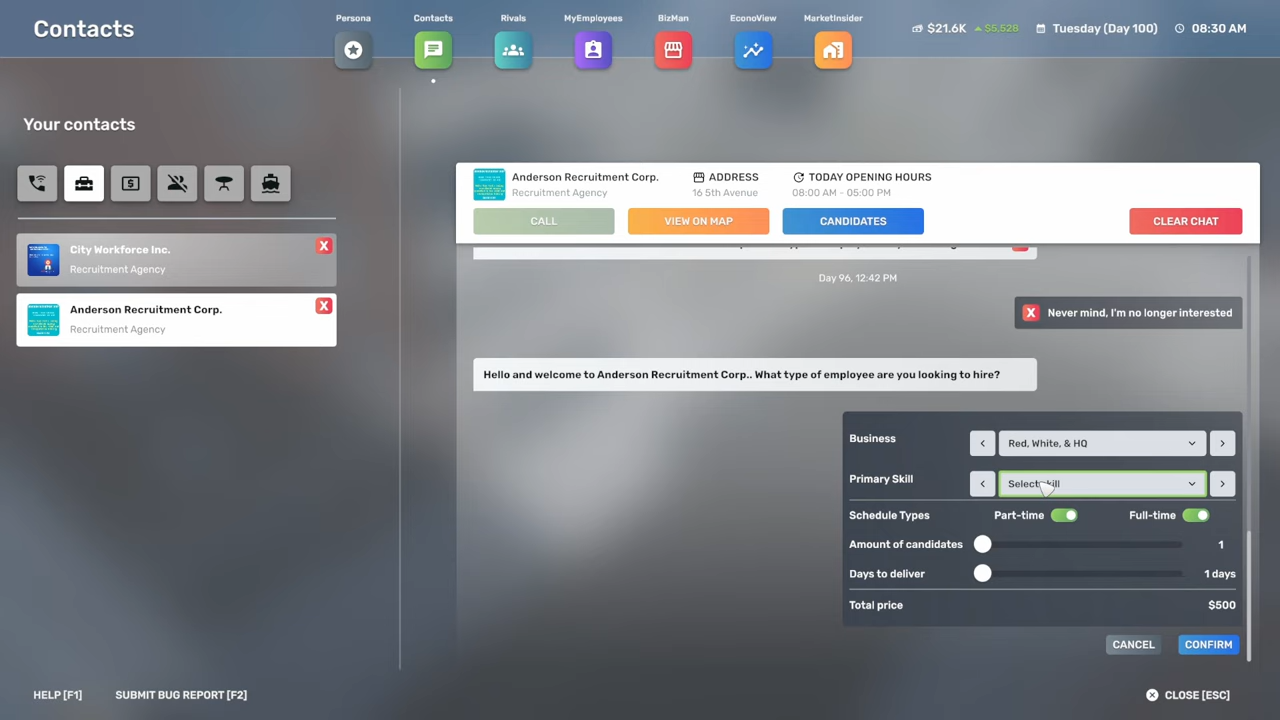 Contacts
Persona
Contacts
Rivals
MyEmployees
BizMan
EconoView
MarketInsider
$21.6K
$5,528
Tuesday (Day 100)
08:30 AM
Your contacts
City Workforce Inc.
Recruitment Agency
X
Anderson Recruitment Corp.
Recruitment Agency
X
Anderson Recruitment Corp.
Recruitment Agency
ADDRESS
16 5th Avenue
TODAY OPENING HOURS
08:00 AM - 05:00 PM
CALL
VIEW ON MAP
CANDIDATES
CLEAR CHAT
Day 96, 12:42 PM
X Never mind, I'm no longer interested
Hello and welcome to Anderson Recruitment Corp.. What type of employee are you looking to hire?
Business
< Red, White, & HQ >
Primary Skill
< Select skill >
Schedule Types
Part-time
Full-time
Amount of candidates
1
Days to deliver
1 days
Total price
$500
CANCEL
CONFIRM
HELP [F1]
SUBMIT BUG REPORT [F2]
CLOSE [ESC]